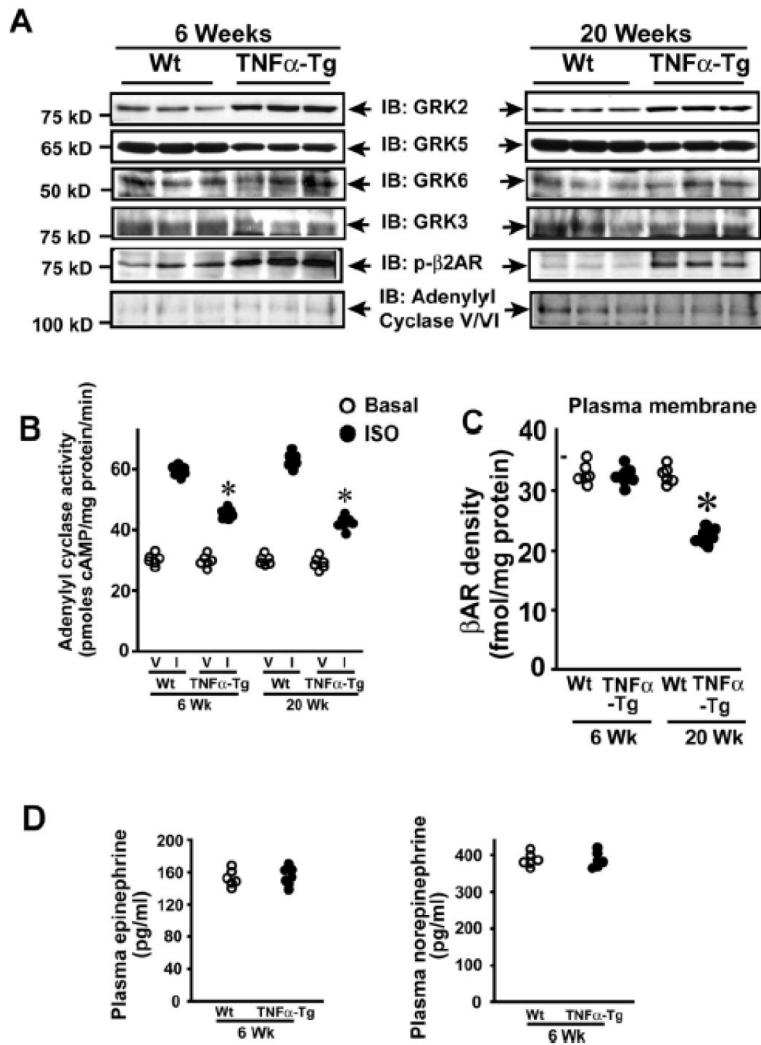 A
6 Weeks
20 Weeks
Wt TNFα-Tg
Wt TNFα-Tg
75 kD IB: GRK2
65 kD IB: GRK5
50 kD IB: GRK6
75 kD IB: GRK3
75 kD IB: p-β2AR
100 kD IB: Adenylyl
Cyclase V/VI
B
Adenylyl cyclase activity
(pmoles cAMP/mg protein/min)
Basal
ISO
60
40
20
0
* *
V I V I V I V I
Wt TNFα-Tg Wt TNFα-Tg
6 Wk 20 Wk
C
Plasma membrane
βAR density
(fmol/mg protein)
40
30
20
10
0
*
Wt TNFα Wt TNFα
-Tg -Tg
6 Wk 20 Wk
D
Plasma epinephrine
(pg/ml)
200
160
120
80
40
0
Wt TNFα-Tg
6 Wk
Plasma norepinephrine
(pg/ml)
400
300
200
100
0
Wt TNFα-Tg
6 Wk